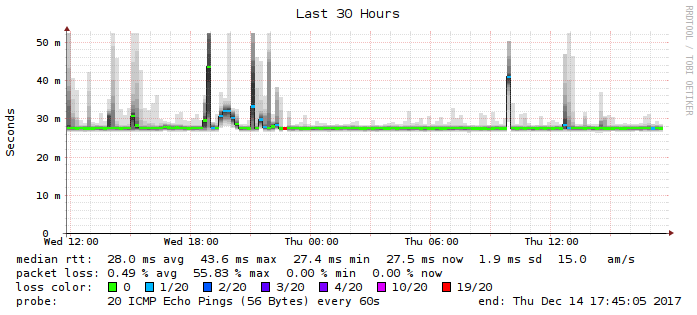 Last 30 Hours
RRDTOOL / TOBI OETIKER
Seconds
50 m
40 m
30 m
20 m
10 m
0
Wed 12:00 Wed 18:00 Thu 00:00 Thu 06:00 Thu 12:00
median rtt: 28.0 ms avg 43.6 ms max 27.4 ms min 27.5 ms now 1.9 ms sd 15.0 am/s
packet loss: 0.49 % avg 55.83 % max 0.00 % min 0.00 % now
loss color: 0 1/20 2/20 3/20 4/20 10/20 19/20
probe: 20 ICMP Echo Pings (56 Bytes) every 60s end: Thu Dec 14 17:45:05 2017